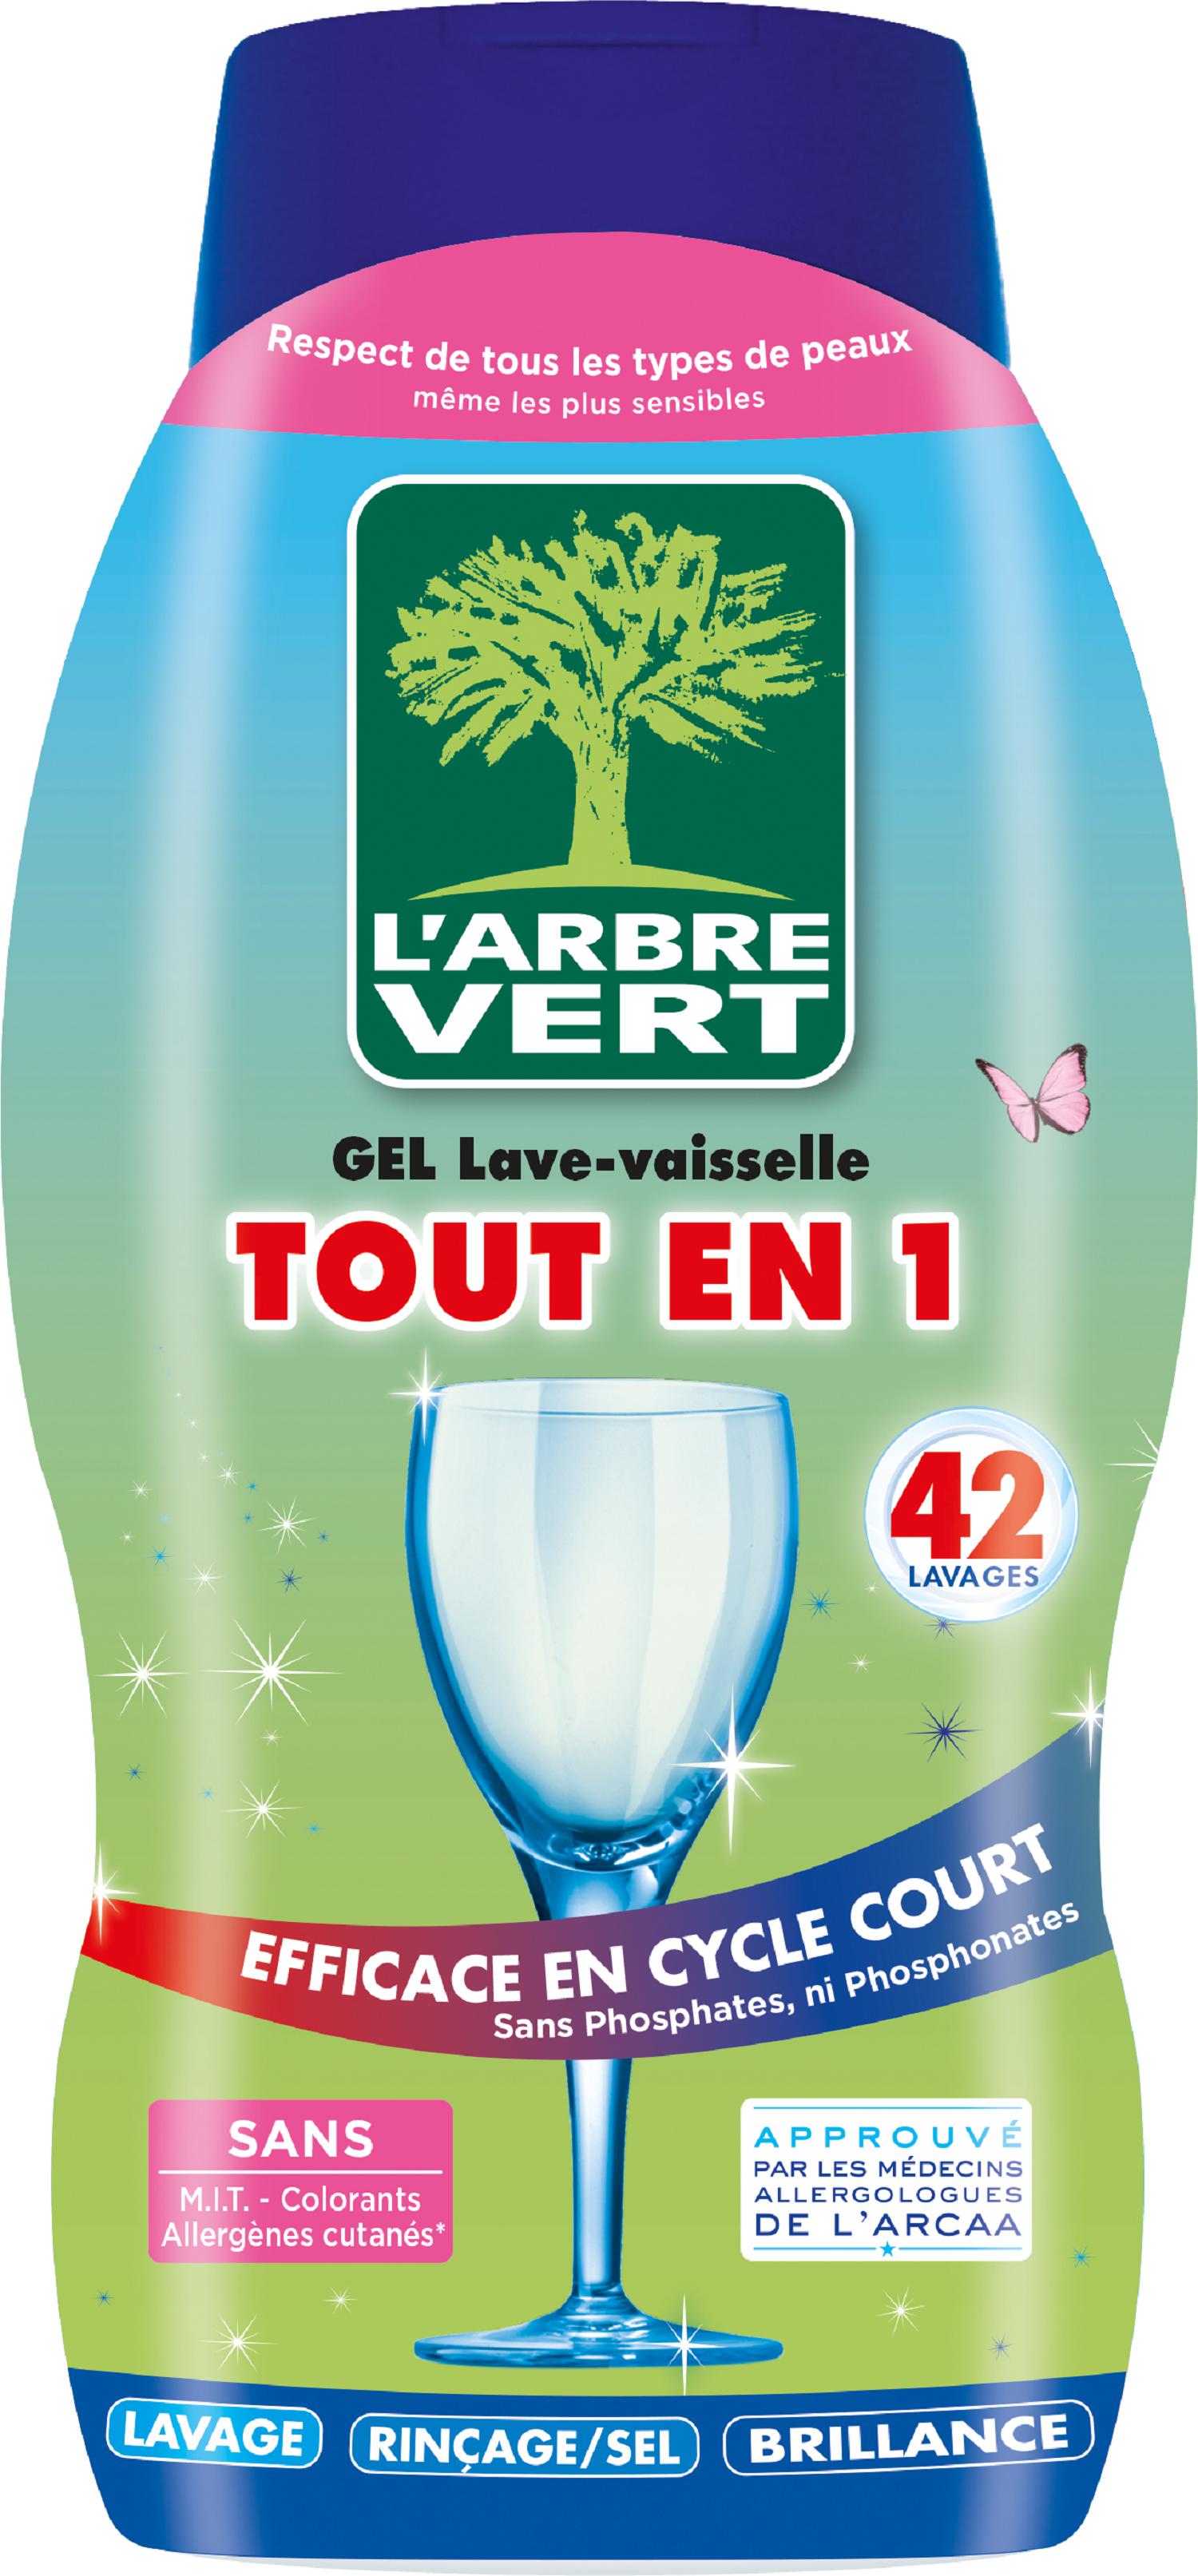 Respect de tous les types de peaux
même les plus sensibles
L'ARBRE
VERT
GEL Lave-vaisselle
TOUT EN 1
42
LAVAGES
EFFICACE EN CYCLE COURT
Sans Phosphates, ni Phosphonates
SANS
M.I.T. - Colorants
Allergènes cutanés*
APPROUVÉ
PAR LES MÉDECINS
ALLERGOLOGUES
DE L'ARCAA
LAVAGE
RINÇAGE/SEL
BRILLANCE